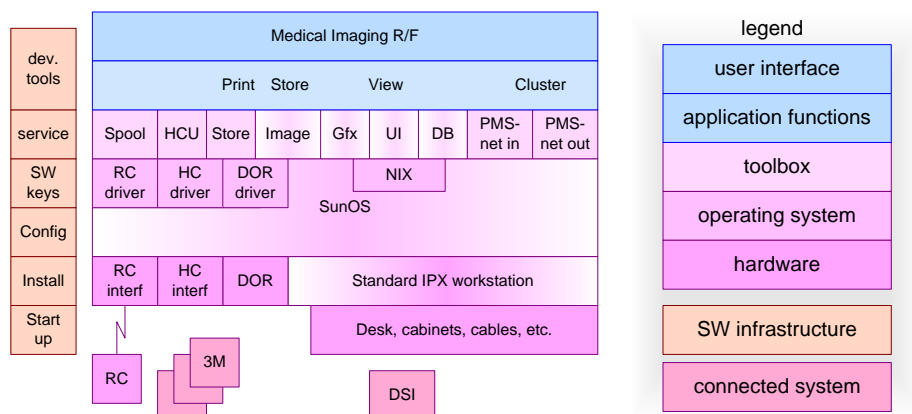 Medical Imaging R/F
Print Store View Cluster
dev.
tools
service
SW
keys
Config
Install
Start
up
Spool HCU Store Image Gfx UI DB PMS-
net in PMS-
net out
RC
driver
HC
driver
DOR
driver
NIX
SunOS
RC
interf
HC
interf
DOR
Standard IPX workstation
Desk, cabinets, cables, etc.
RC
3M
DSI
legend
user interface
application functions
toolbox
operating system
hardware
SW infrastructure
connected system